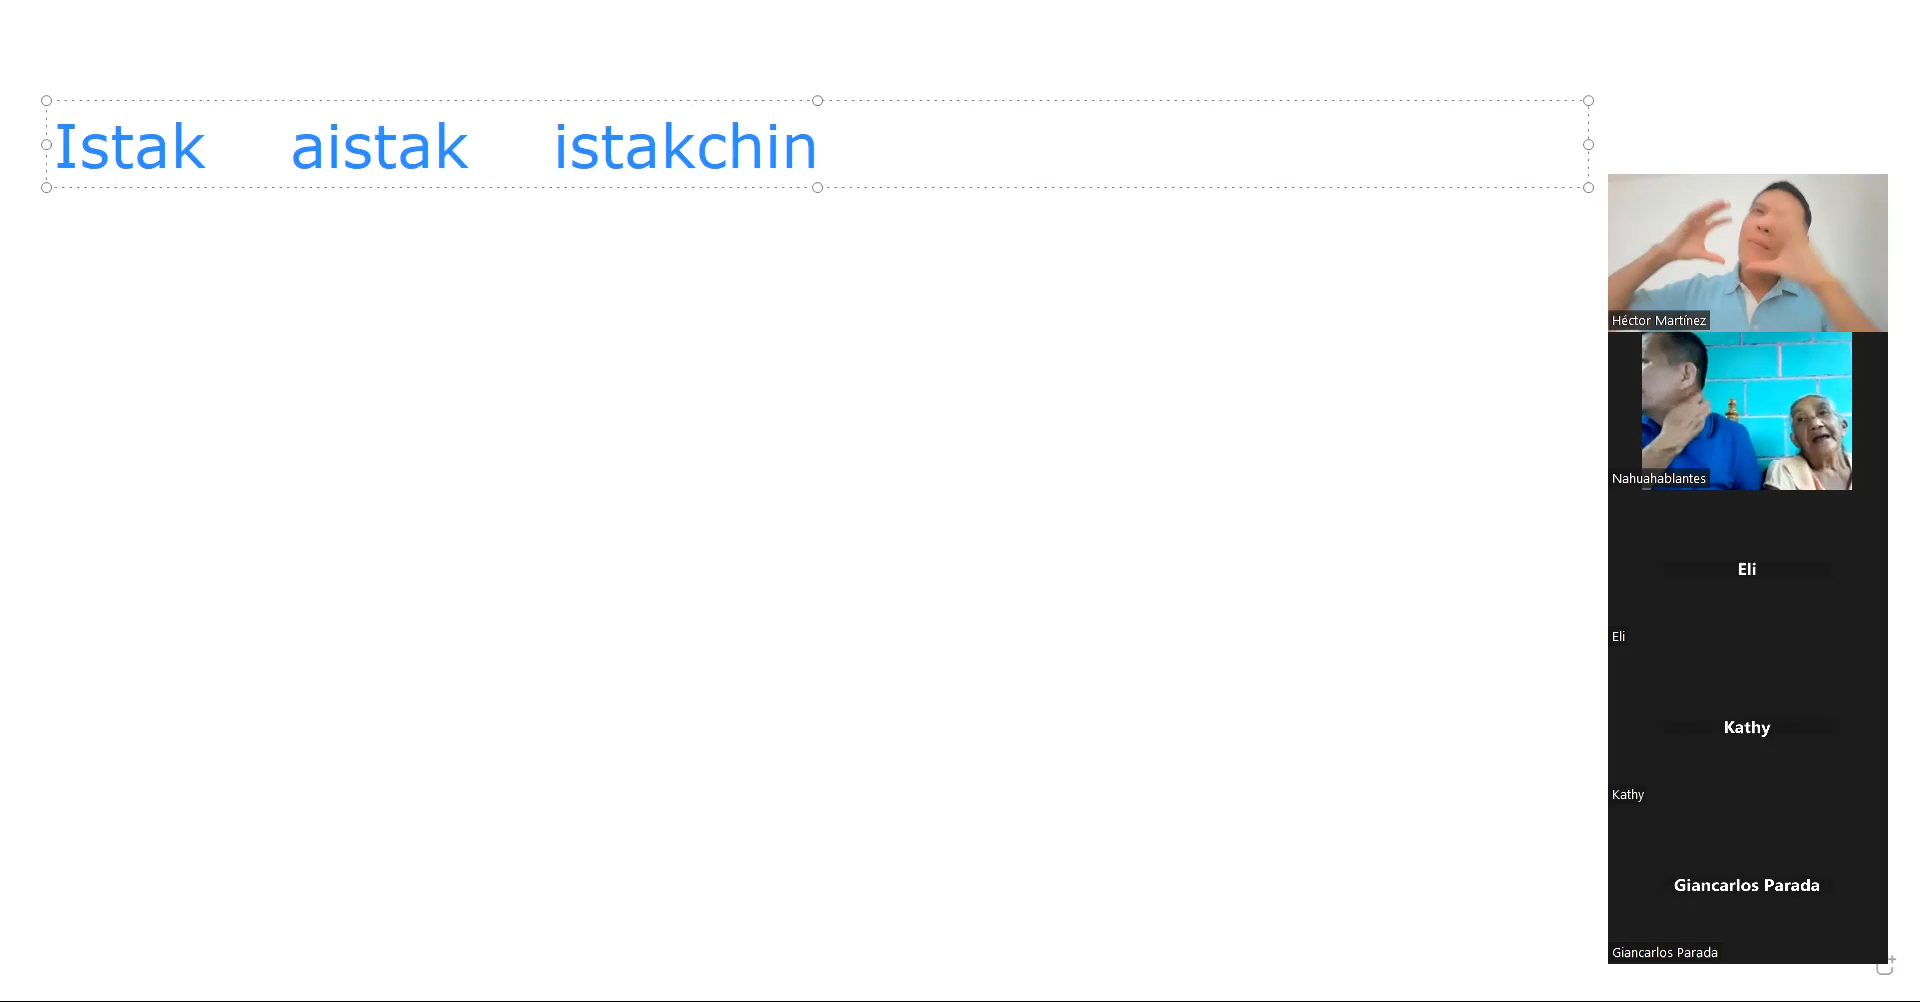 Istak aistak istakchin
Héctor Martínez
Nahuahablantes
Eli
Eli
Kathy
Kathy
Giancarlos Parada
Giancarlos Parada